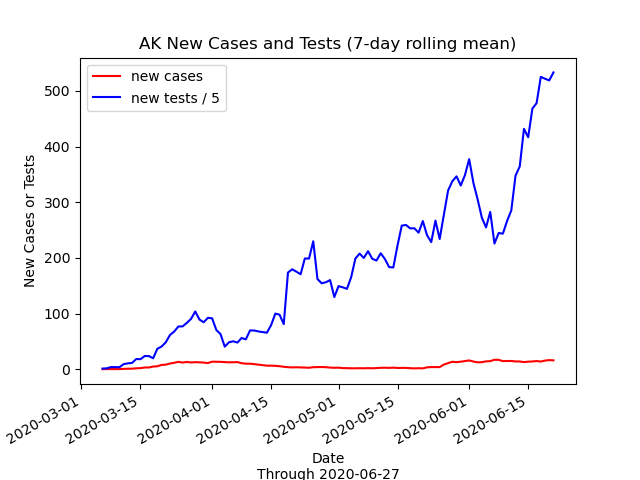 AK New Cases and Tests (7-day rolling mean)
new cases
new tests / 5
New Cases or Tests
500
400
300
200
100
0
2020-03-01
2020-03-15
2020-04-01
2020-04-15
2020-05-01
2020-05-15
2020-06-01
2020-06-15
Date
Through 2020-06-27